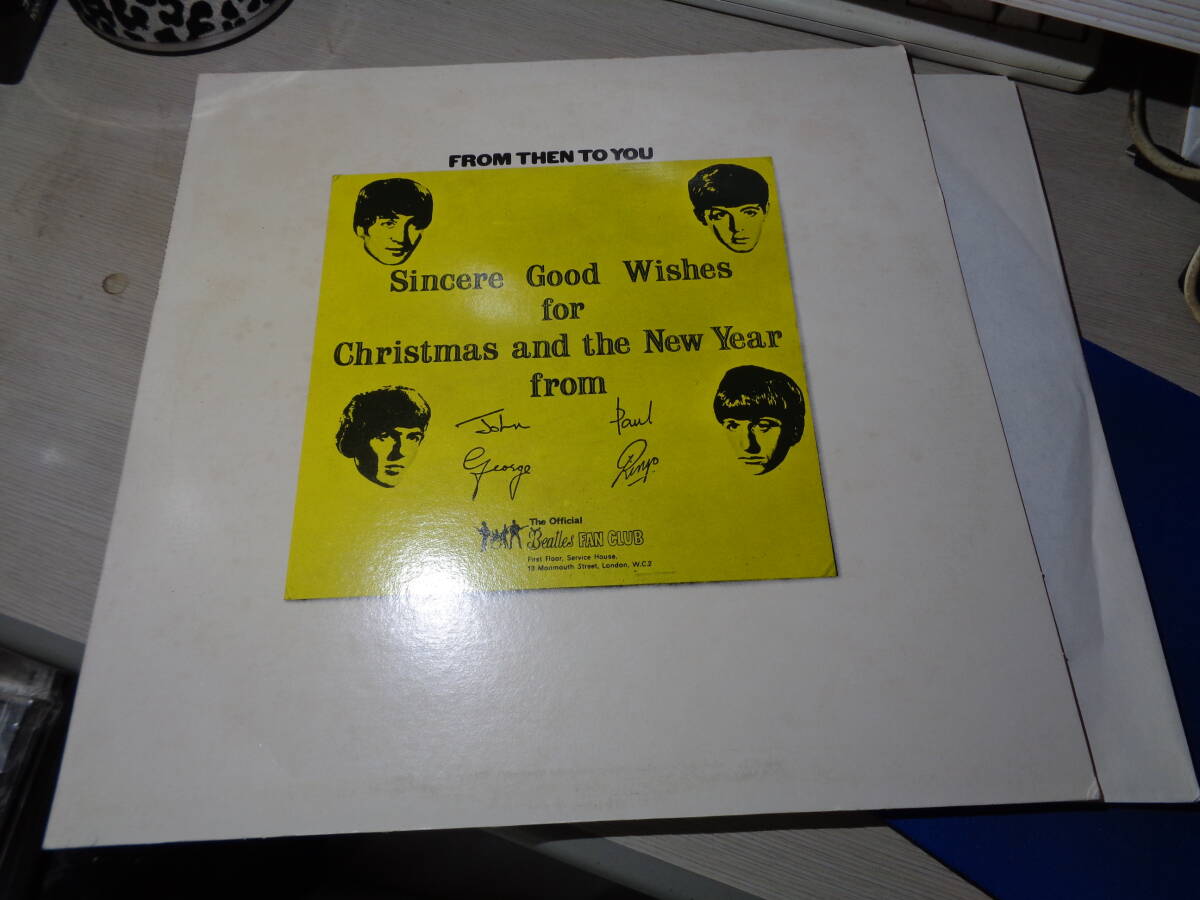 FROM THEN TO YOU
Sincere Good Wishes
for
Christmas and the New Year
from
John Paul
George Ringo
The Official
Beatles FAN CLUB
First Floor, Service House,
13 Monmouth Street, London, W.C.2